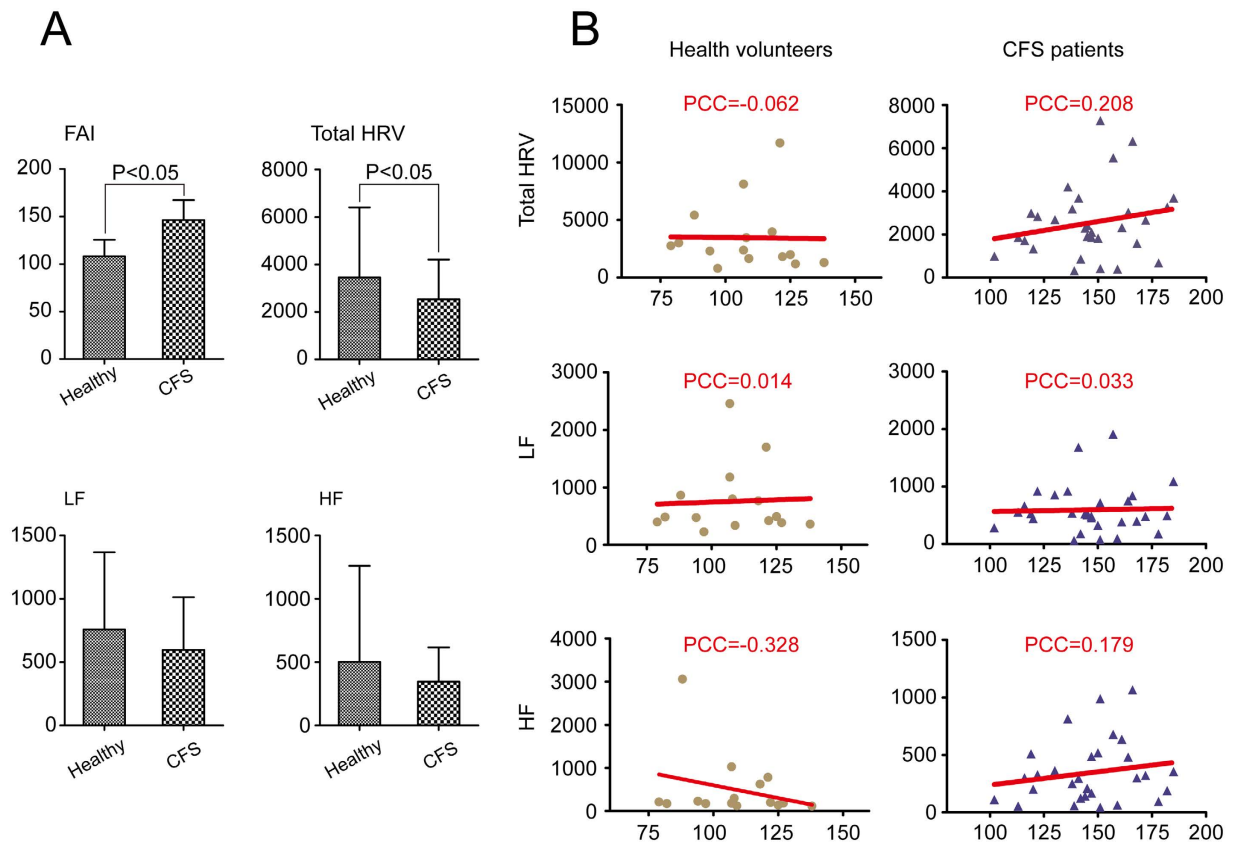 A
FAI
200
150
100
50
0
P<0.05
Healthy
CFS
Total HRV
8000
6000
4000
2000
0
P<0.05
Healthy
CFS
LF
1500
1000
500
0
Healthy
CFS
HF
1500
1000
500
0
Healthy
CFS
B
Health volunteers
CFS patients
Total HRV
PCC=-0.062
15000
10000
5000
0
75
100
125
150
PCC=0.208
8000
6000
4000
2000
0
100
125
150
175
200
LF
PCC=0.014
3000
2000
1000
0
75
100
125
150
PCC=0.033
3000
2000
1000
0
100
125
150
175
200
HF
PCC=-0.328
4000
3000
2000
1000
0
75
100
125
150
PCC=0.179
1500
1000
500
0
100
125
150
175
200